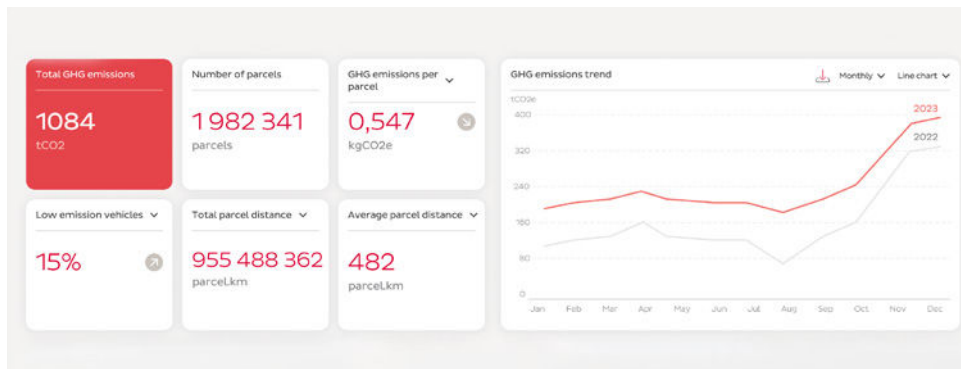 Total GHG emissions
1084
tCO2
Number of parcels
1 982 341
parcels
GHG emissions per
parcel
0,547
kgCO2e
Low emission vehicles
15%
Total parcel distance
955 488 362
parcel.km
Average parcel distance
482
parcel.km
GHG emissions trend
Monthly
Line chart
tCO2e
400
320
240
160
80
0
2023
2022
Jan Feb Mar Apr May Jun Jul Aug Sep Oct Nov Dec